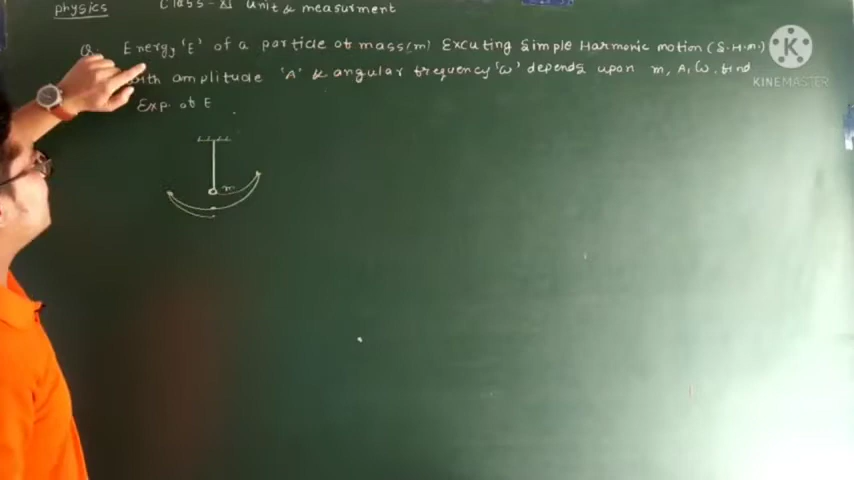 physics Class-XI Unit & measurment
Q. Energy 'E' of a particle of mass(m) Excuting Simple Harmonic motion (S.H.M.)
with amplitude 'A' & angular frequency 'ω' depends upon m, A, ω. find
Exp. of E
m
K
KINEMASTER